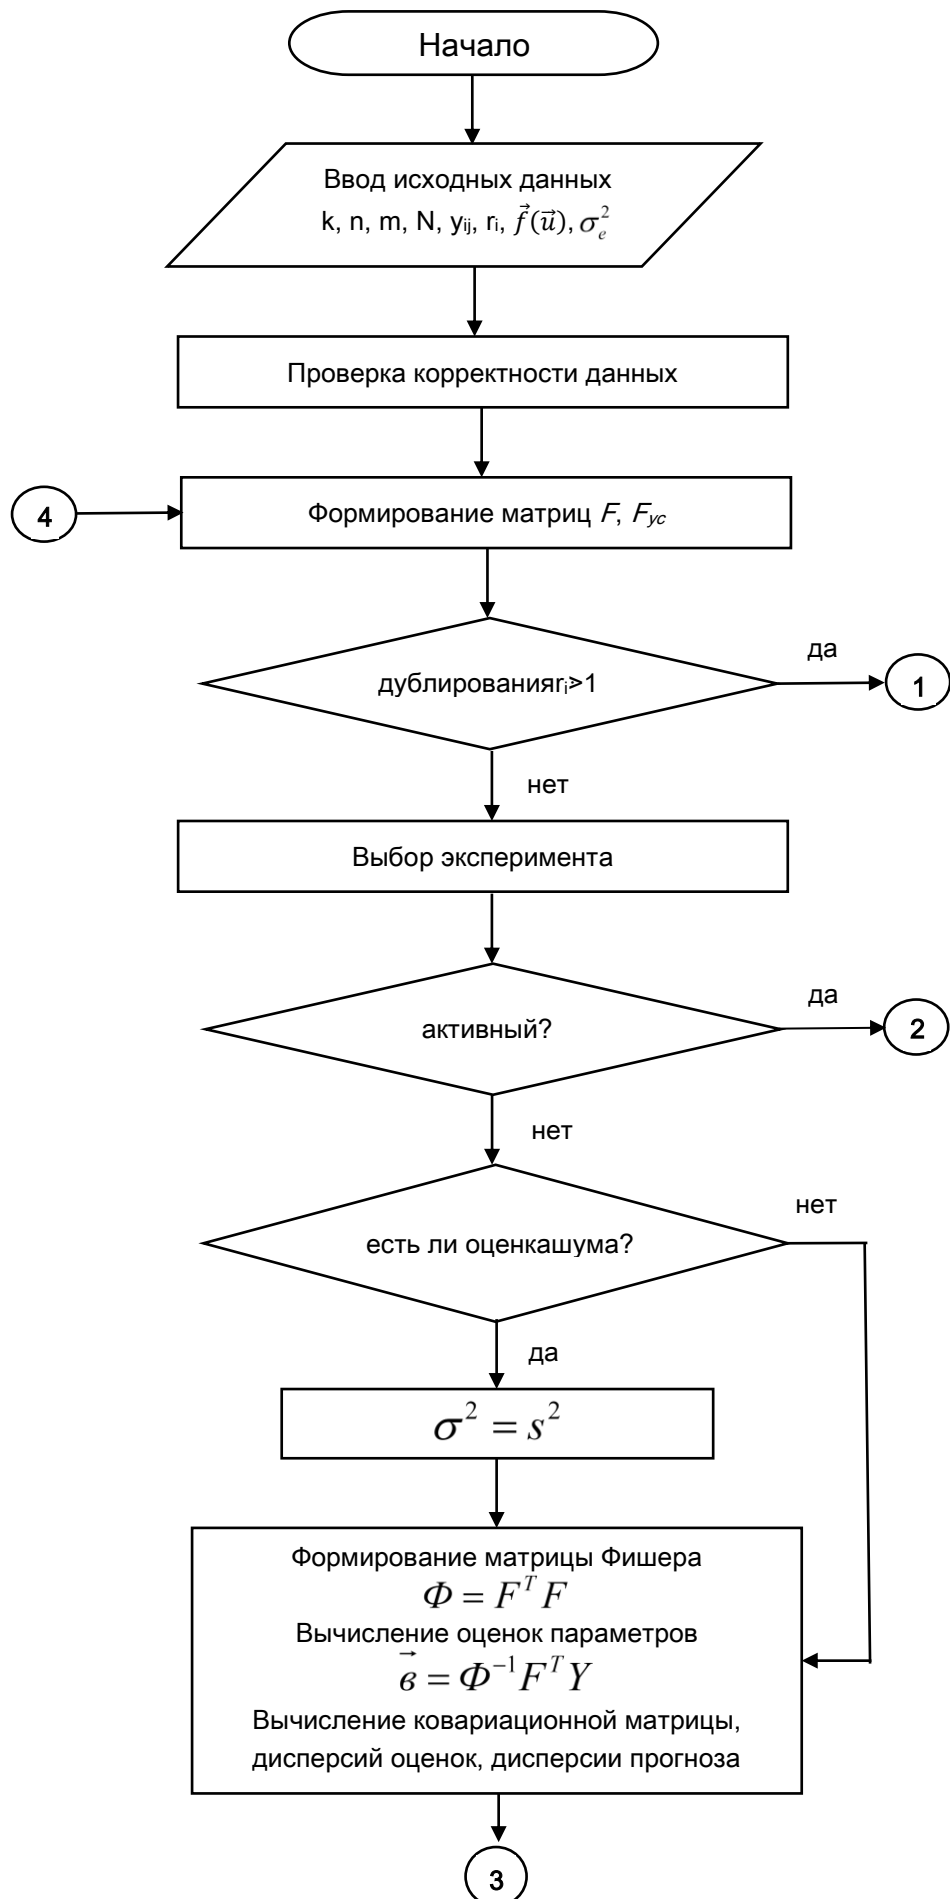 Начало
Ввод исходных данных
k, n, m, N, yᵢⱼ, rᵢ, f⃗(u⃗), σₑ²
Проверка корректности данных
4
Формирование матриц F, Fус
дублированияrᵢ>1
да
1
нет
Выбор эксперимента
активный?
да
2
нет
есть ли оценкашума?
нет
да
σ² = s²
Формирование матрицы Фишера
Φ = FᵀF
Вычисление оценок параметров
в⃗ = Φ⁻¹FᵀY
Вычисление ковариационной матрицы,
дисперсий оценок, дисперсии прогноза
3